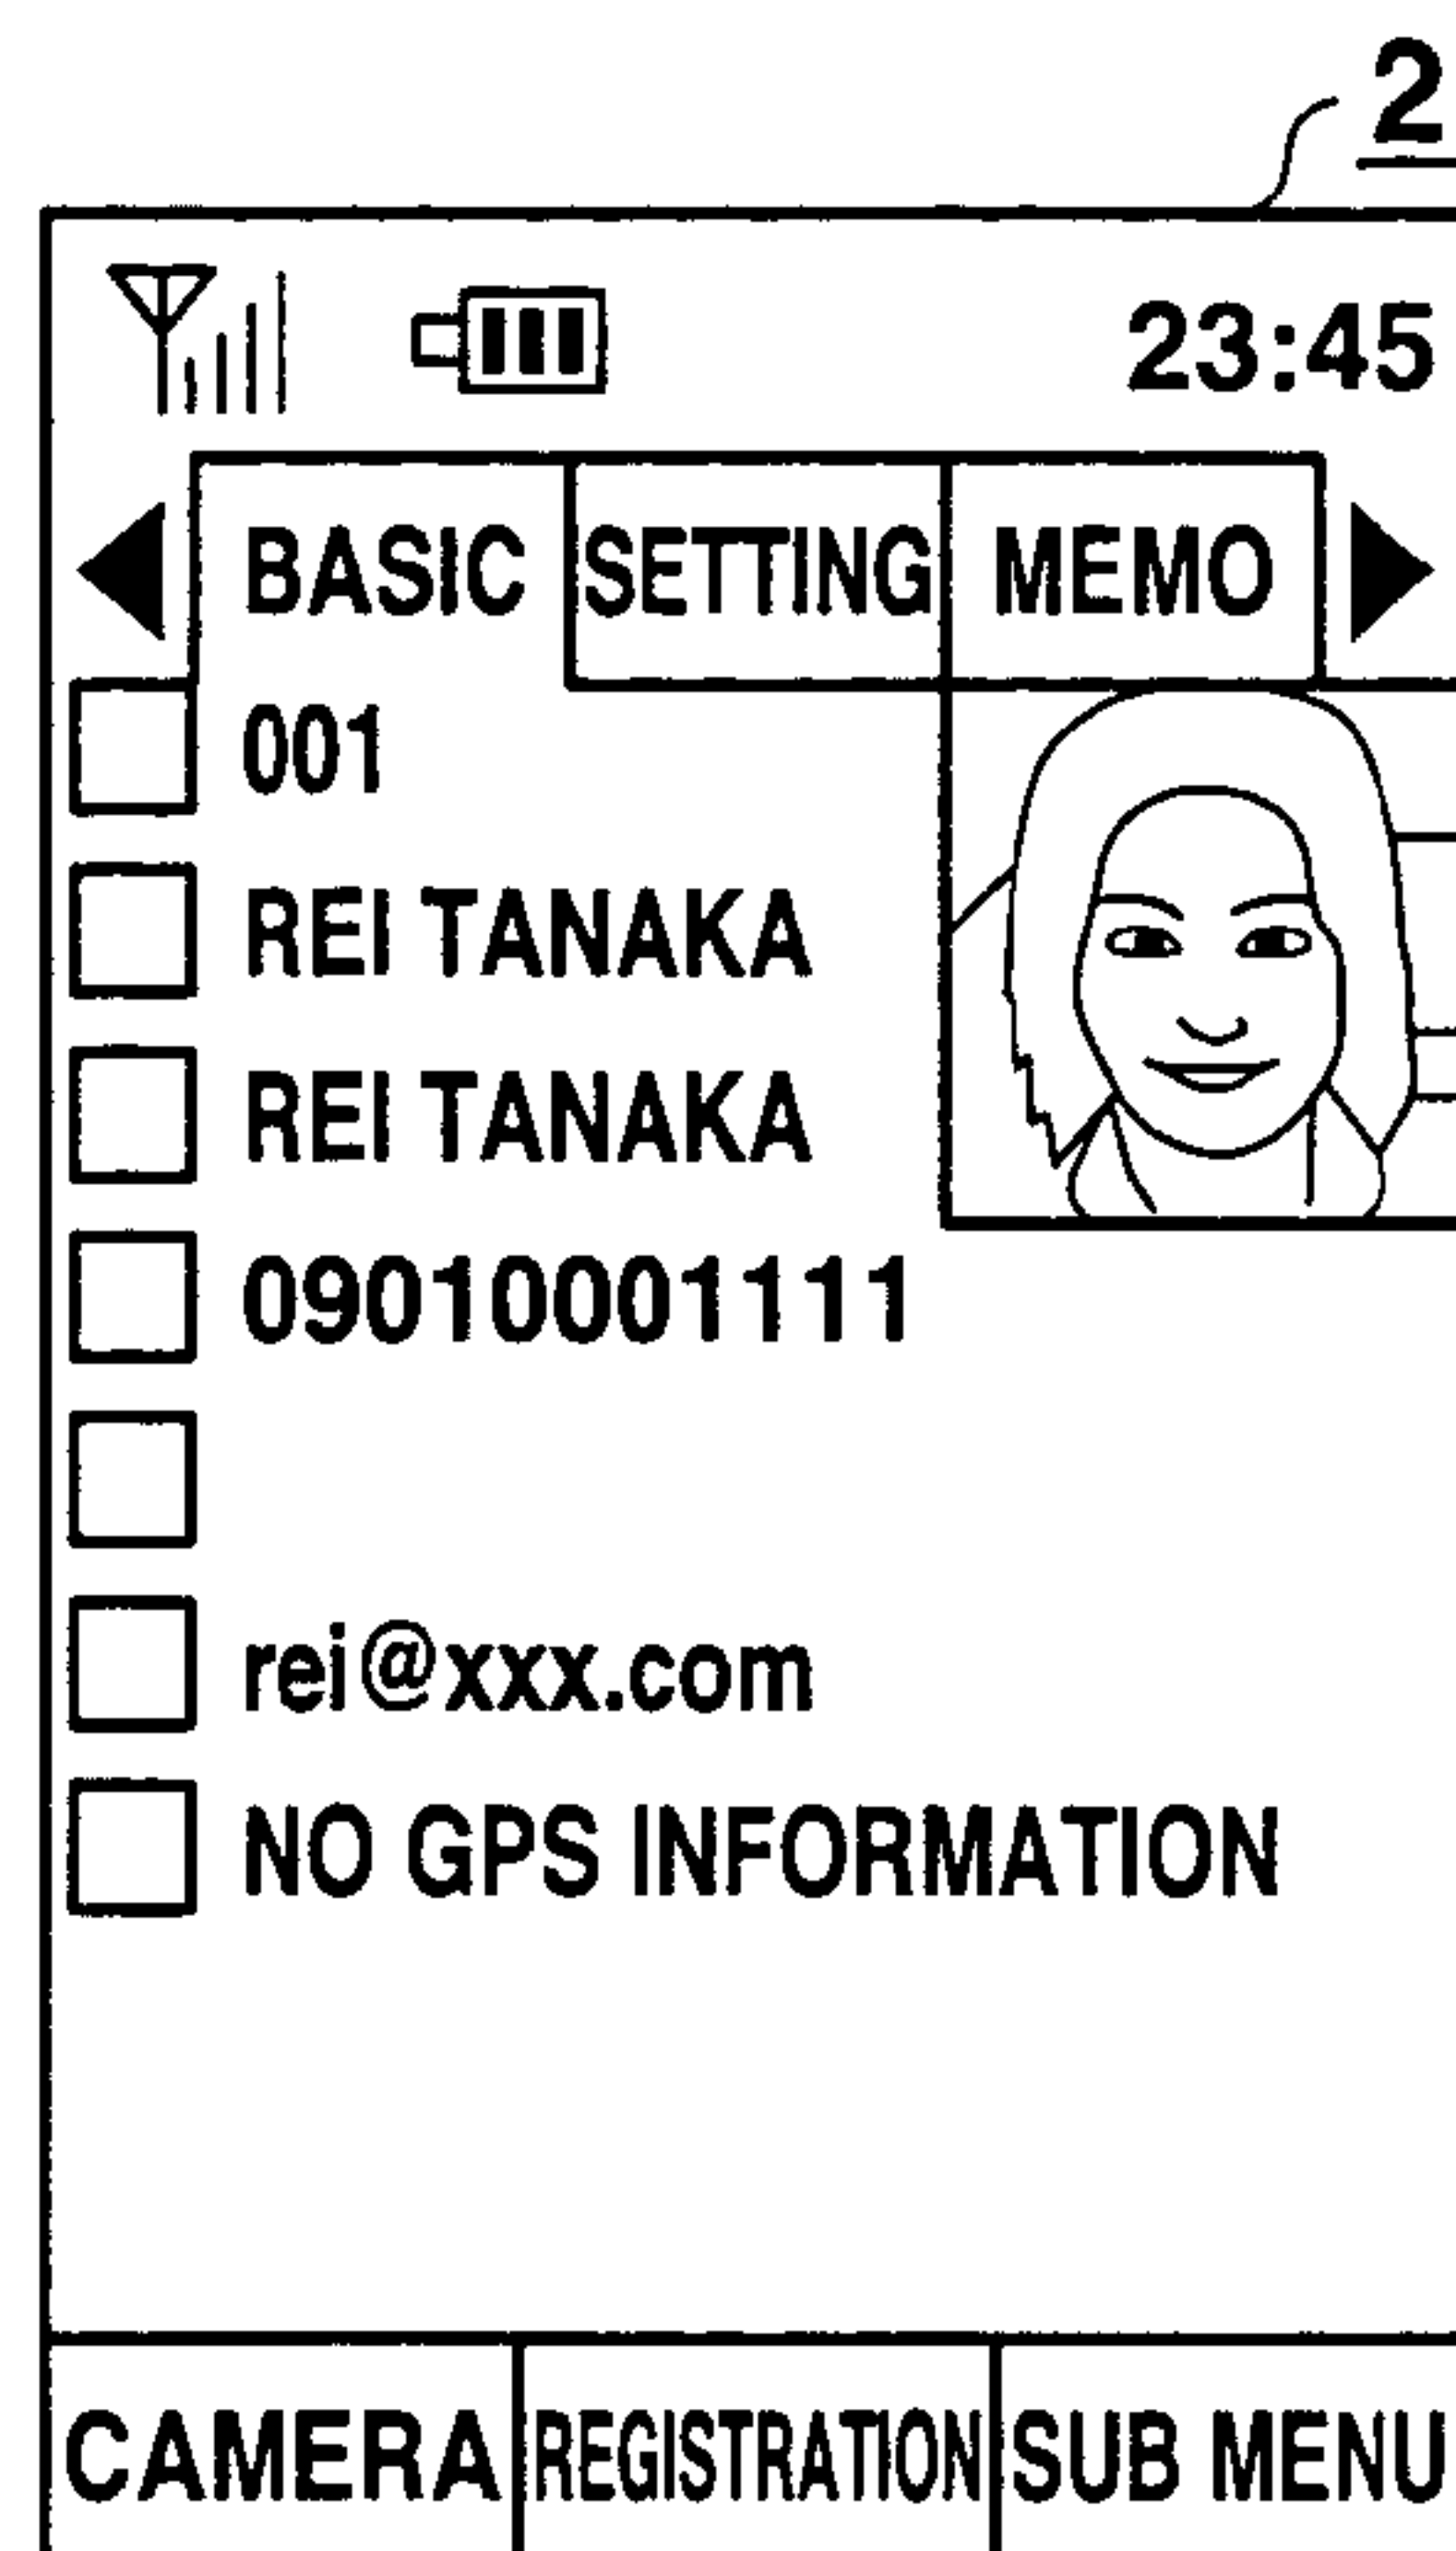 2
23:45
BASIC SETTING MEMO
001
REI TANAKA
REI TANAKA
09010001111
rei@xxx.com
NO GPS INFORMATION
CAMERA REGISTRATION SUB MENU